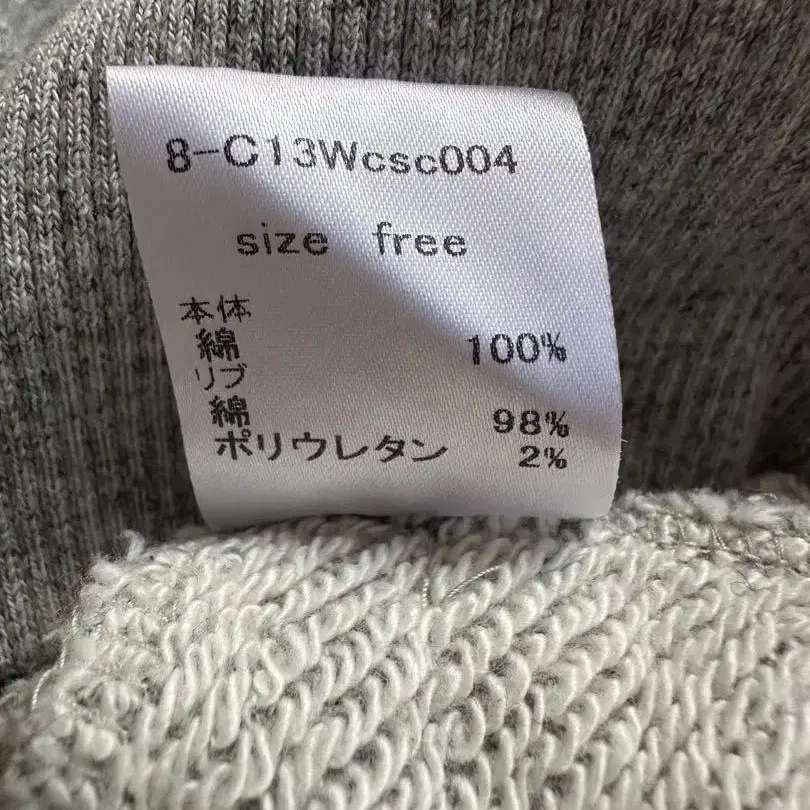 8-C13Wcsc004
size free
本体
綿 100%
リブ
綿 98%
ポリウレタン 2%